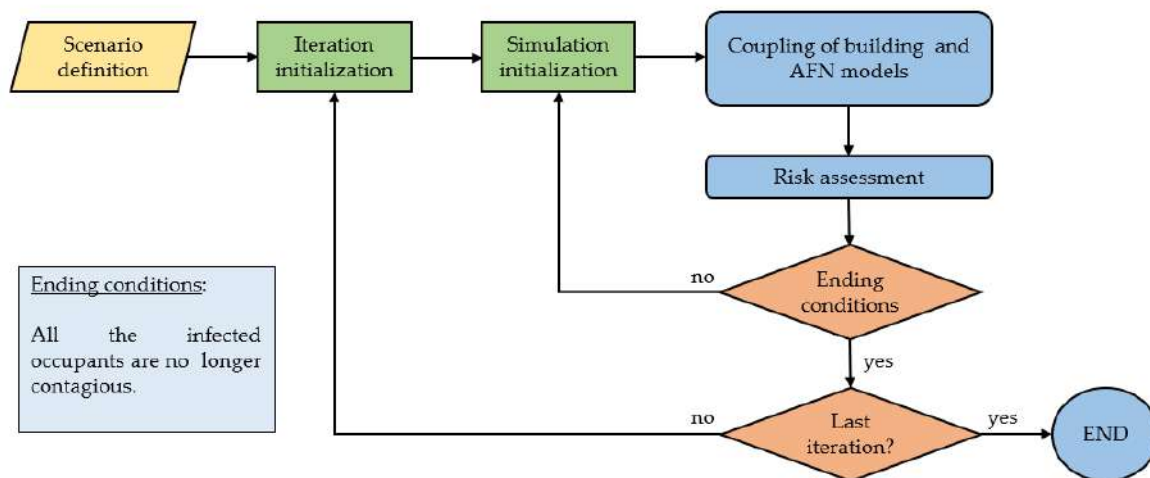 Scenario
definition
Iteration
initialization
Simulation
initialization
Coupling of building and
AFN models
Risk assessment
no
Ending
conditions
Ending conditions:
All the infected
occupants are no longer
contagious.
yes
no
Last
iteration?
yes
END